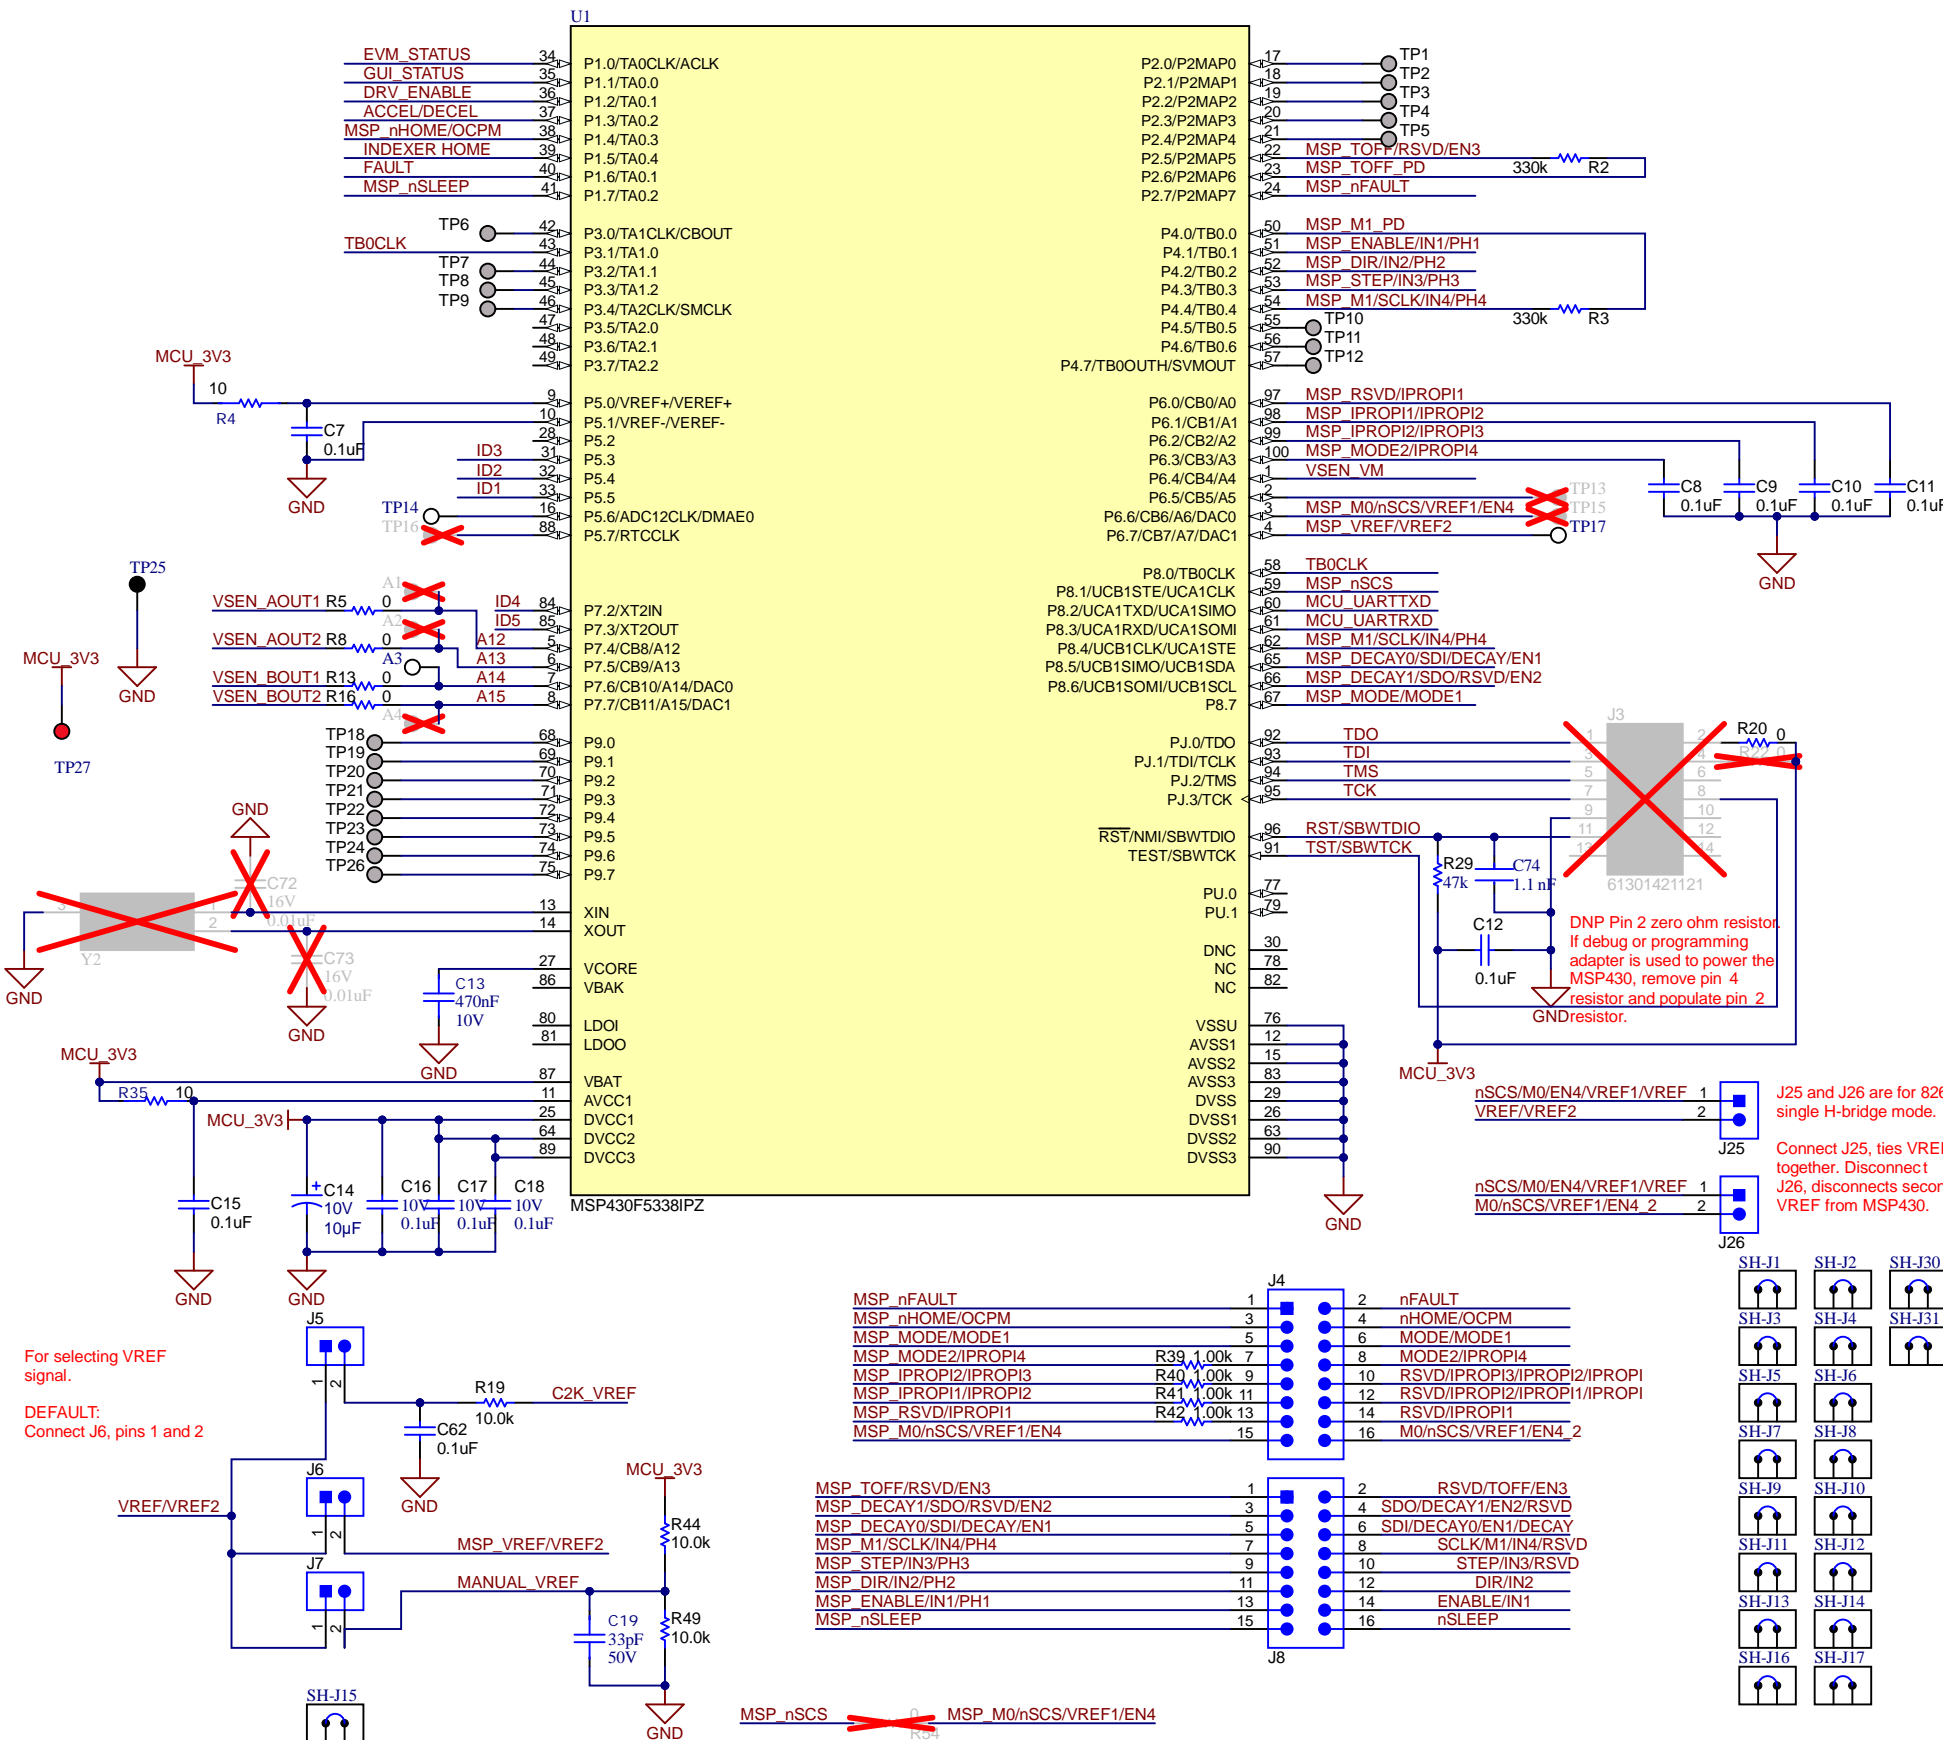 U1
EVM_STATUS 34 P1.0/TA0CLK/ACLK
GUI_STATUS 35 P1.1/TA0.0
DRV_ENABLE 36 P1.2/TA0.1
ACCEL/DECEL 37 P1.3/TA0.2
MSP_nHOME/OCPM 38 P1.4/TA0.3
INDEXER HOME 39 P1.5/TA0.4
FAULT 40 P1.6/TA0.1
MSP_nSLEEP 41 P1.7/TA0.2
TP6 42 P3.0/TA1CLK/CBOUT
TB0CLK 43 P3.1/TA1.0
TP7 44 P3.2/TA1.1
TP8 45 P3.3/TA1.2
TP9 46 P3.4/TA2CLK/SMCLK
47 P3.5/TA2.0
48 P3.6/TA2.1
49 P3.7/TA2.2
MCU_3V3
10
R4
C7
0.1uF
GND
9 P5.0/VREF+/VEREF+
10 P5.1/VREF-/VEREF-
28 P5.2
ID3 31 P5.3
ID2 32 P5.4
ID1 33 P5.5
TP14 16 P5.6/ADC12CLK/DMAE0
TP16 88 P5.7/RTCCLK
TP25
GND
MCU_3V3
TP27
A1
VSEN_AOUT1 R5 0 ID4 84 P7.2/XT2IN
A2
ID5 85 P7.3/XT2OUT
VSEN_AOUT2 R8 0 A12 5 P7.4/CB8/A12
A3 A13 6 P7.5/CB9/A13
VSEN_BOUT1 R13 0 A14 7 P7.6/CB10/A14/DAC0
VSEN_BOUT2 R16 0 A15 8 P7.7/CB11/A15/DAC1
A4
TP18 68 P9.0
TP19 69 P9.1
TP20 70 P9.2
TP21 71 P9.3
TP22 72 P9.4
TP23 73 P9.5
TP24 74 P9.6
TP26 75 P9.7
GND
C72
16V
0.01uF
3 1
2
Y2
GND
C73
16V
0.01uF
GND
13 XIN
14 XOUT
27 VCORE
86 VBAK
C13
470nF
10V
GND
80 LDOI
81 LDOO
MCU_3V3
87 VBAT
R35 10 11 AVCC1
MCU_3V3 25 DVCC1
64 DVCC2
89 DVCC3
C15
0.1uF
GND
C14
10V
10µF
C16
10V
0.1uF
C17
10V
0.1uF
C18
10V
0.1uF
GND
MSP430F5338IPZ
P2.0/P2MAP0 17 TP1
P2.1/P2MAP1 18 TP2
P2.2/P2MAP2 19 TP3
P2.3/P2MAP3 20 TP4
P2.4/P2MAP4 21 TP5
P2.5/P2MAP5 22 MSP_TOFF/RSVD/EN3
P2.6/P2MAP6 23 MSP_TOFF_PD 330k R2
P2.7/P2MAP7 24 MSP_nFAULT
P4.0/TB0.0 50 MSP_M1_PD
P4.1/TB0.1 51 MSP_ENABLE/IN1/PH1
P4.2/TB0.2 52 MSP_DIR/IN2/PH2
P4.3/TB0.3 53 MSP_STEP/IN3/PH3
P4.4/TB0.4 54 MSP_M1/SCLK/IN4/PH4
330k R3
P4.5/TB0.5 55 TP10
P4.6/TB0.6 56 TP11
P4.7/TB0OUTH/SVMOUT 57 TP12
P6.0/CB0/A0 97 MSP_RSVD/IPROPI1
P6.1/CB1/A1 98 MSP_IPROPI1/IPROPI2
P6.2/CB2/A2 99 MSP_IPROPI2/IPROPI3
P6.3/CB3/A3 100 MSP_MODE2/IPROPI4
P6.4/CB4/A4 1 VSEN_VM
P6.5/CB5/A5 2 TP13
P6.6/CB6/A6/DAC0 3 MSP_M0/nSCS/VREF1/EN4 TP15
P6.7/CB7/A7/DAC1 4 MSP_VREF/VREF2 TP17
C8
0.1uF
C9
0.1uF
C10
0.1uF
C11
0.1uF
GND
P8.0/TB0CLK 58 TB0CLK
P8.1/UCB1STE/UCA1CLK 59 MSP_nSCS
P8.2/UCA1TXD/UCA1SIMO 60 MCU_UARTTXD
P8.3/UCA1RXD/UCA1SOMI 61 MCU_UARTRXD
P8.4/UCB1CLK/UCA1STE 62 MSP_M1/SCLK/IN4/PH4
P8.5/UCB1SIMO/UCB1SDA 65 MSP_DECAY0/SDI/DECAY/EN1
P8.6/UCB1SOMI/UCB1SCL 66 MSP_DECAY1/SDO/RSVD/EN2
P8.7 67 MSP_MODE/MODE1
PJ.0/TDO 92 TDO
PJ.1/TDI/TCLK 93 TDI
PJ.2/TMS 94 TMS
PJ.3/TCK 95 TCK
RST/NMI/SBWTDIO 96 RST/SBWTDIO
TEST/SBWTCK 91 TST/SBWTCK
J3
1 2
3 4
5 6
7 8
9 10
11 12
13 14
61301421121
R20 0
R22 0
R29
47k
C74
1.1 nF
C12
0.1uF
GND
MCU_3V3
DNP Pin 2 zero ohm resistor.
If debug or programming
adapter is used to power the
MSP430, remove pin 4
resistor and populate pin 2
resistor.
PU.0 77
PU.1 79
DNC 30
NC 78
NC 82
VSSU 76
AVSS1 12
AVSS2 15
AVSS3 83
DVSS 29
DVSS1 26
DVSS2 63
DVSS3 90
GND
nSCS/M0/EN4/VREF1/VREF 1
VREF/VREF2 2
J25
J25 and J26 are for 826
single H-bridge mode.
Connect J25, ties VREF
together. Disconnect
J26, disconnects secon
VREF from MSP430.
nSCS/M0/EN4/VREF1/VREF 1
M0/nSCS/VREF1/EN4_2 2
J26
For selecting VREF
signal.
DEFAULT:
Connect J6, pins 1 and 2
J5
1 2
R19
10.0k
C2K_VREF
C62
0.1uF
GND
VREF/VREF2
J6
1 2
MSP_VREF/VREF2
J7
1 2
MANUAL_VREF
MCU_3V3
R44
10.0k
C19
33pF
50V
R49
10.0k
GND
SH-J15
J4
MSP_nFAULT 1 2 nFAULT
MSP_nHOME/OCPM 3 4 nHOME/OCPM
MSP_MODE/MODE1 5 6 MODE/MODE1
MSP_MODE2/IPROPI4 R39 1.00k 7 8 MODE2/IPROPI4
MSP_IPROPI2/IPROPI3 R40 1.00k 9 10 RSVD/IPROPI3/IPROPI2/IPROPI
MSP_IPROPI1/IPROPI2 R41 1.00k 11 12 RSVD/IPROPI2/IPROPI1/IPROPI
MSP_RSVD/IPROPI1 R42 1.00k 13 14 RSVD/IPROPI1
MSP_M0/nSCS/VREF1/EN4 15 16 M0/nSCS/VREF1/EN4_2
MSP_TOFF/RSVD/EN3 1 2 RSVD/TOFF/EN3
MSP_DECAY1/SDO/RSVD/EN2 3 4 SDO/DECAY1/EN2/RSVD
MSP_DECAY0/SDI/DECAY/EN1 5 6 SDI/DECAY0/EN1/DECAY
MSP_M1/SCLK/IN4/PH4 7 8 SCLK/M1/IN4/RSVD
MSP_STEP/IN3/PH3 9 10 STEP/IN3/RSVD
MSP_DIR/IN2/PH2 11 12 DIR/IN2
MSP_ENABLE/IN1/PH1 13 14 ENABLE/IN1
MSP_nSLEEP 15 16 nSLEEP
J8
MSP_nSCS 0 MSP_M0/nSCS/VREF1/EN4
R54
SH-J1 SH-J2 SH-J30
SH-J3 SH-J4 SH-J31
SH-J5 SH-J6
SH-J7 SH-J8
SH-J9 SH-J10
SH-J11 SH-J12
SH-J13 SH-J14
SH-J16 SH-J17